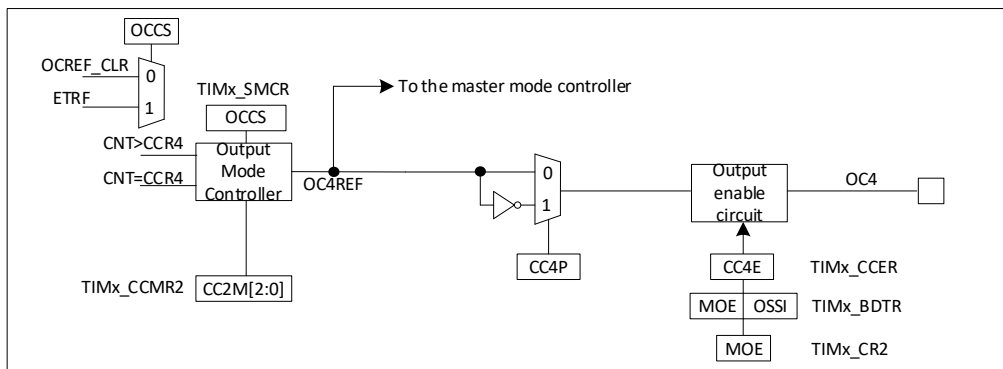 OCCS
OCREF_CLR
0
ETRF
1
TIMx_SMCR
OCCS
To the master mode controller
CNT>CCR4
CNT=CCR4
Output
Mode
Controller
OC4REF
0
1
Output
enable
circuit
OC4
CC4P
CC4E
TIMx_CCER
TIMx_CCMR2
CC2M[2:0]
MOE
OSSI
TIMx_BDTR
MOE
TIMx_CR2